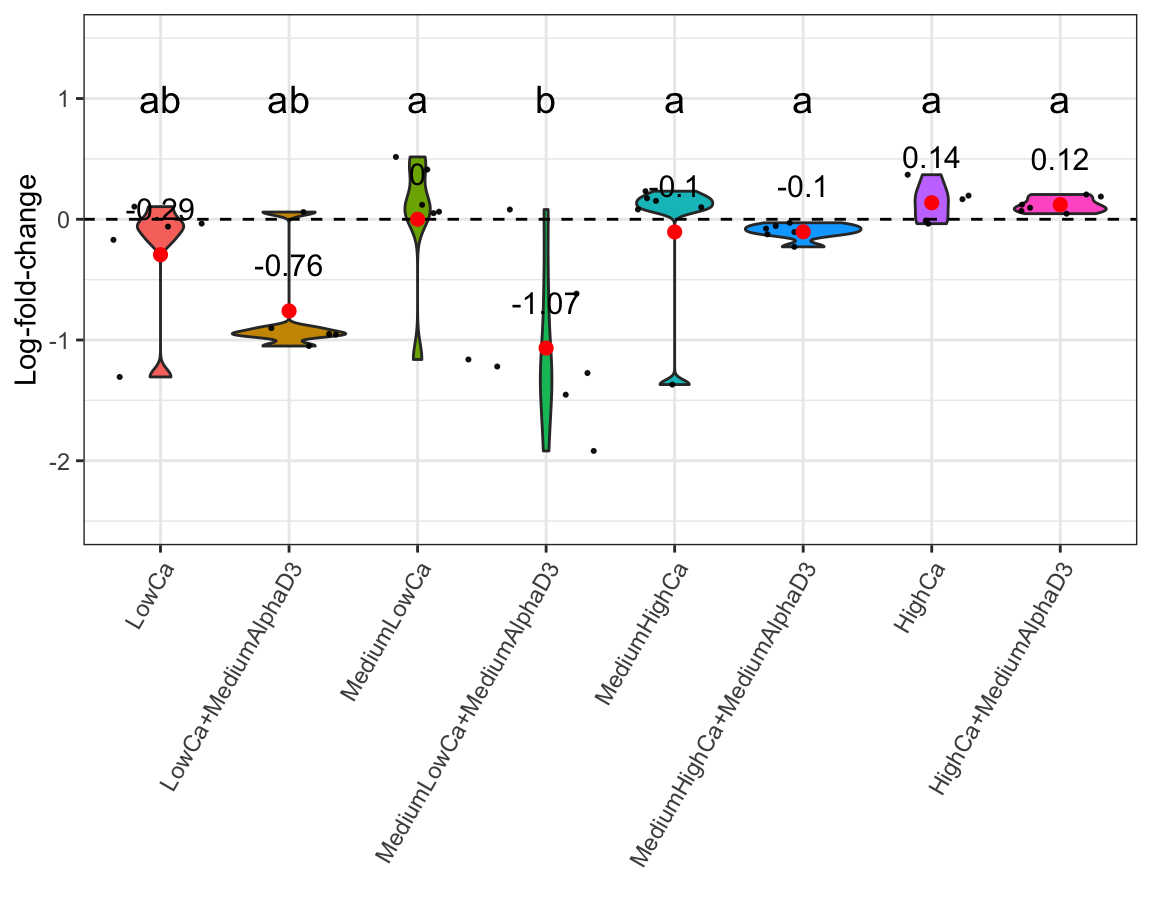 Log-fold-change
1
0
-1
-2
ab
ab
a
b
a
a
a
a
-0.29
-0.76
0
-1.07
-0.1
-0.1
0.14
0.12
LowCa
LowCa+MediumAlphaD3
MediumLowCa
MediumLowCa+MediumAlphaD3
MediumHighCa
MediumHighCa+MediumAlphaD3
HighCa
HighCa+MediumAlphaD3